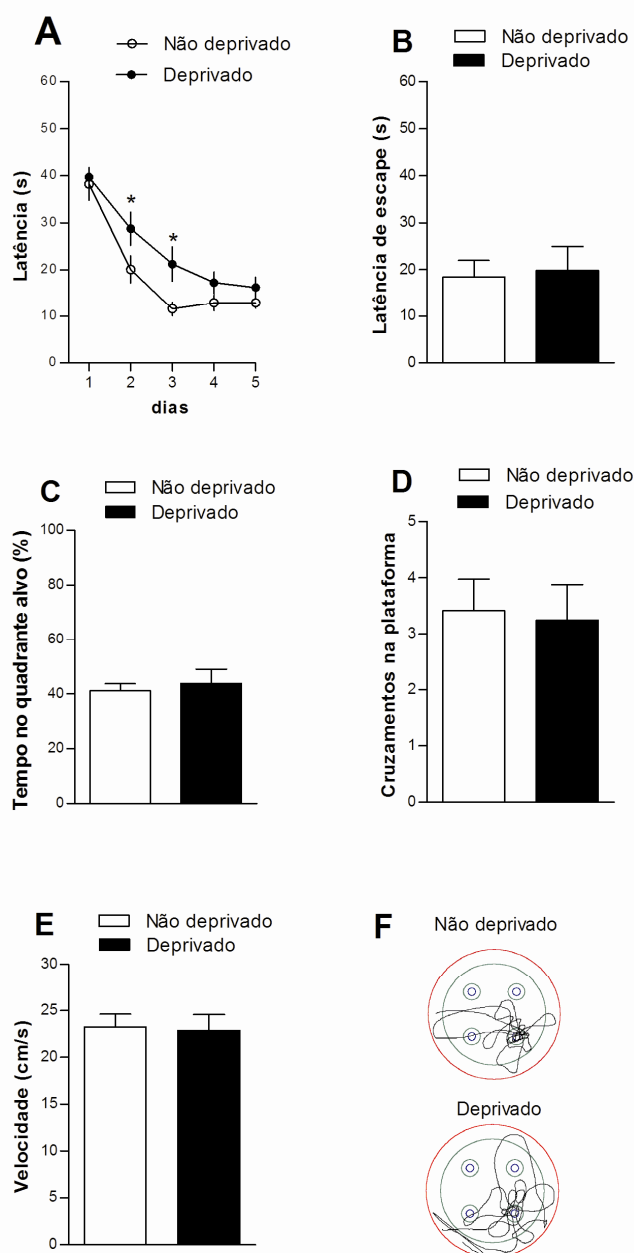 A
Não deprivado
Deprivado
Latência (s)
60
50
40
30
20
10
0
*
*
1 2 3 4 5
dias
B
Não deprivado
Deprivado
Latência de escape (s)
60
50
40
30
20
10
0
C
Não deprivado
Deprivado
Tempo no quadrante alvo (%)
100
80
60
40
20
0
D
Não deprivado
Deprivado
Cruzamentos na plataforma
5
4
3
2
1
0
E
Não deprivado
Deprivado
Velocidade (cm/s)
30
25
20
15
10
5
0
F
Não deprivado
Deprivado